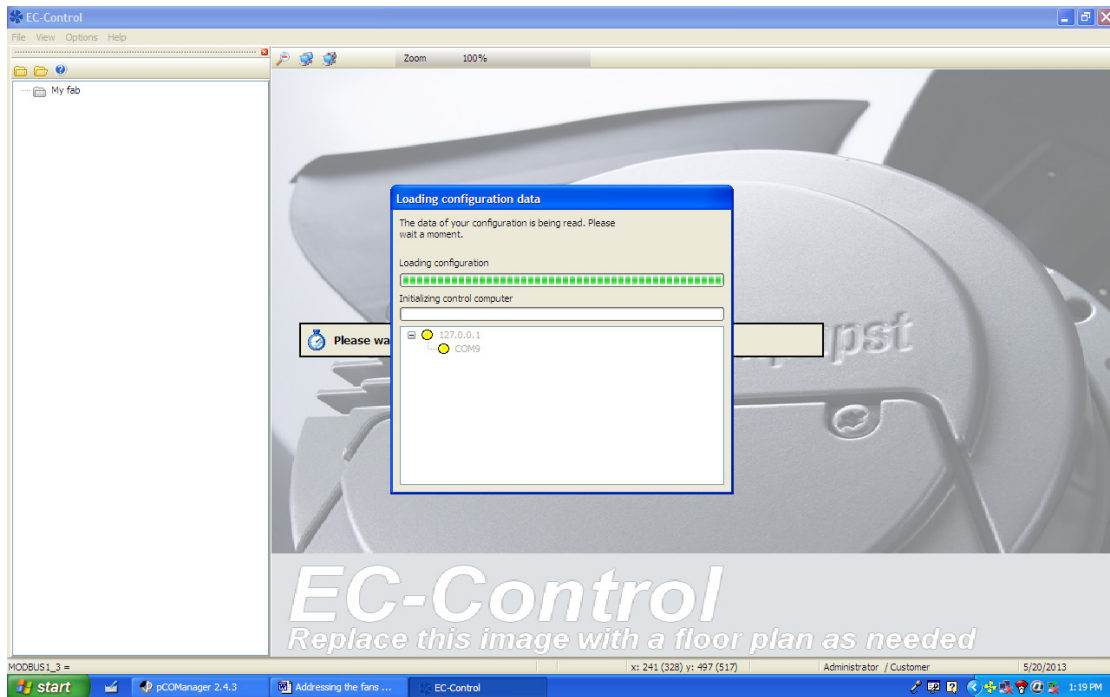 EC-Control
File View Options Help
Zoom 100%
My fab
Loading configuration data
The data of your configuration is being read. Please
wait a moment.
Loading configuration
Initializing control computer
127.0.0.1
COM9
Please wa
pst
EC-Control
Replace this image with a floor plan as needed
MODBUS1_3 =
x: 241 (328) y: 497 (517)
Administrator / Customer
5/20/2013
start
pCOManager 2.4.3
Addressing the fans ...
EC-Control
1:19 PM